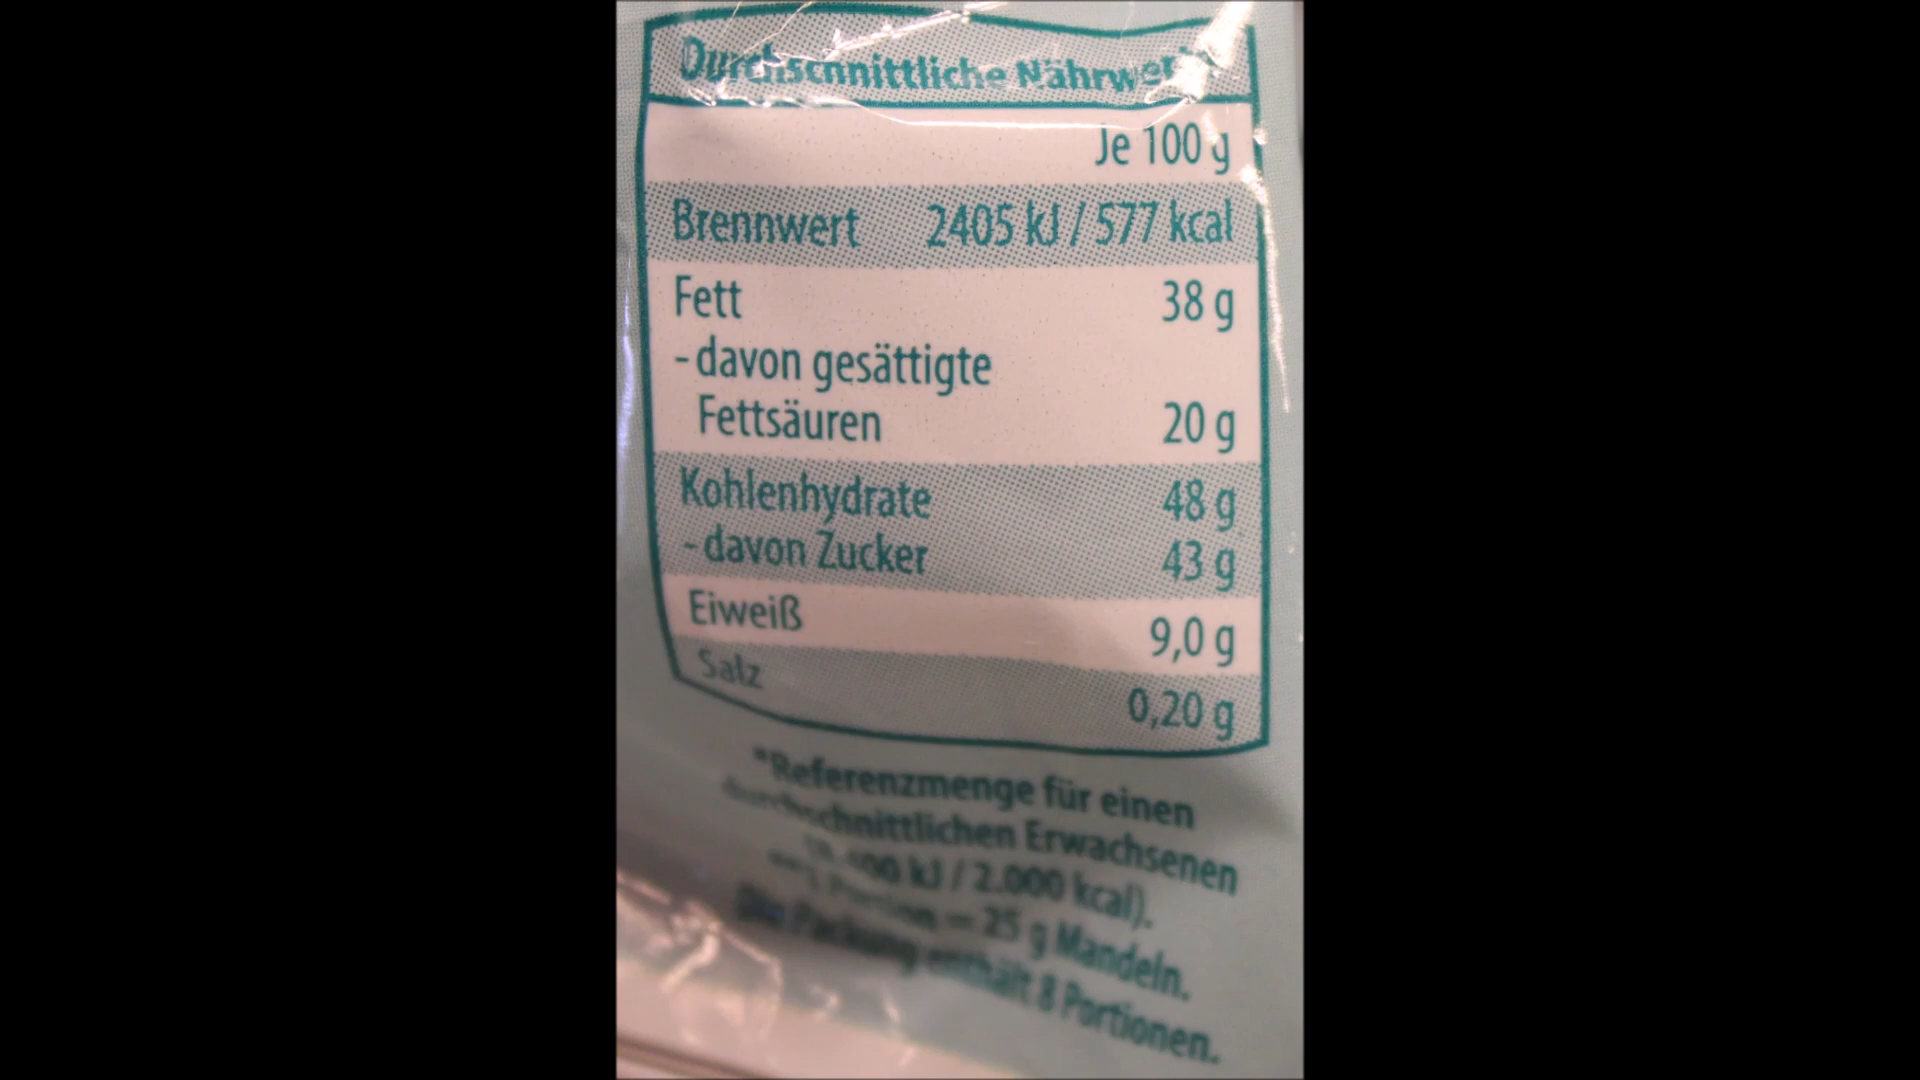 Durchschnittliche Nährwerte
Je 100 g
Brennwert 2405 kJ / 577 kcal
Fett 38 g
- davon gesättigte
Fettsäuren 20 g
Kohlenhydrate 48 g
- davon Zucker 43 g
Eiweiß 9,0 g
Salz 0,20 g
*Referenzmenge für einen
durchschnittlichen Erwachsenen
kJ / 2.000 kcal).
Portion = 25 g Mandeln.
Die Packung enthält 8 Portionen.